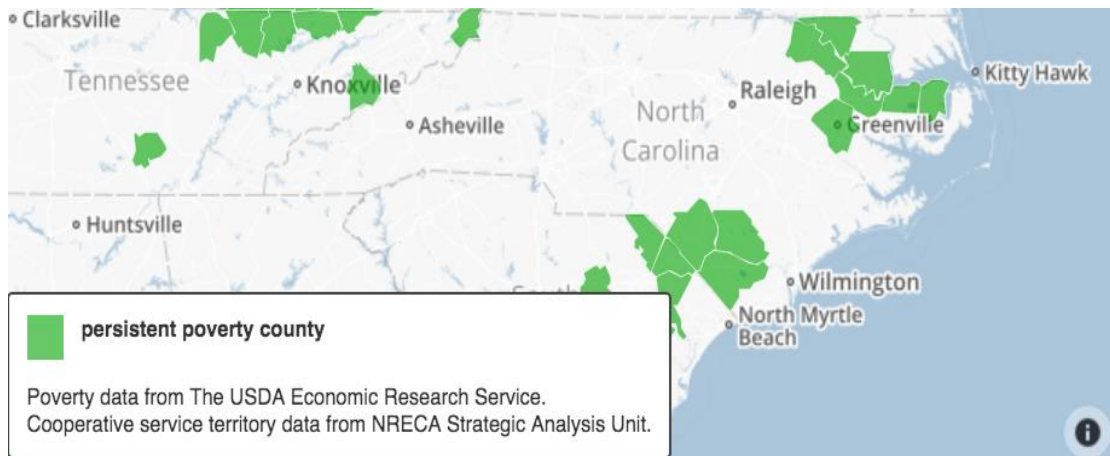 Clarksville
Tennessee
Knoxville
Asheville
Huntsville
North
Carolina
Raleigh
Greenville
Kitty Hawk
Wilmington
North Myrtle
Beach
persistent poverty county
Poverty data from The USDA Economic Research Service.
Cooperative service territory data from NRECA Strategic Analysis Unit.